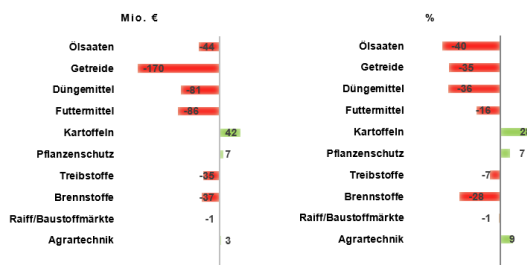 Mio. € %
Ölsaaten -44 Ölsaaten -40
Getreide -170 Getreide -35
Düngemittel -81 Düngemittel -36
Futtermittel -86 Futtermittel -16
Kartoffeln 42 Kartoffeln
Pflanzenschutz 7 Pflanzenschutz 7
Treibstoffe -35 Treibstoffe -7
Brennstoffe -37 Brennstoffe -28
Raiff/Baustoffmärkte -1 Raiff/Baustoffmärkte -1
Agrartechnik 3 Agrartechnik 9